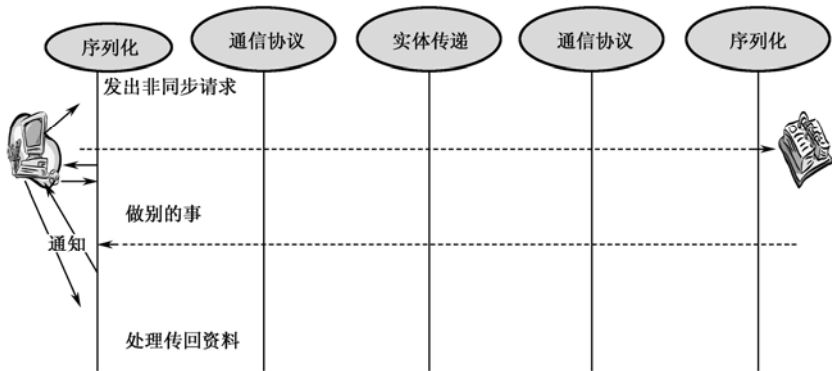 序列化
通信协议
实体传递
通信协议
序列化
发出非同步请求
做别的事
通知
处理传回资料